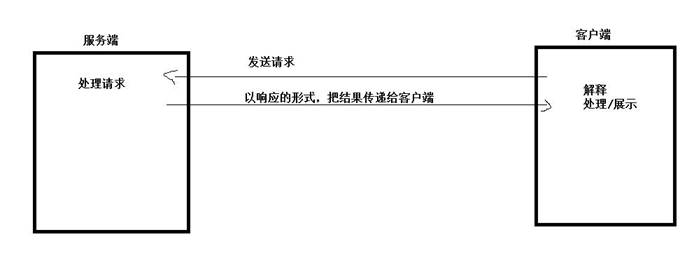 服务端
客户端
发送请求
处理请求
解释
以响应的形式，把结果传递给客户端
处理/展示